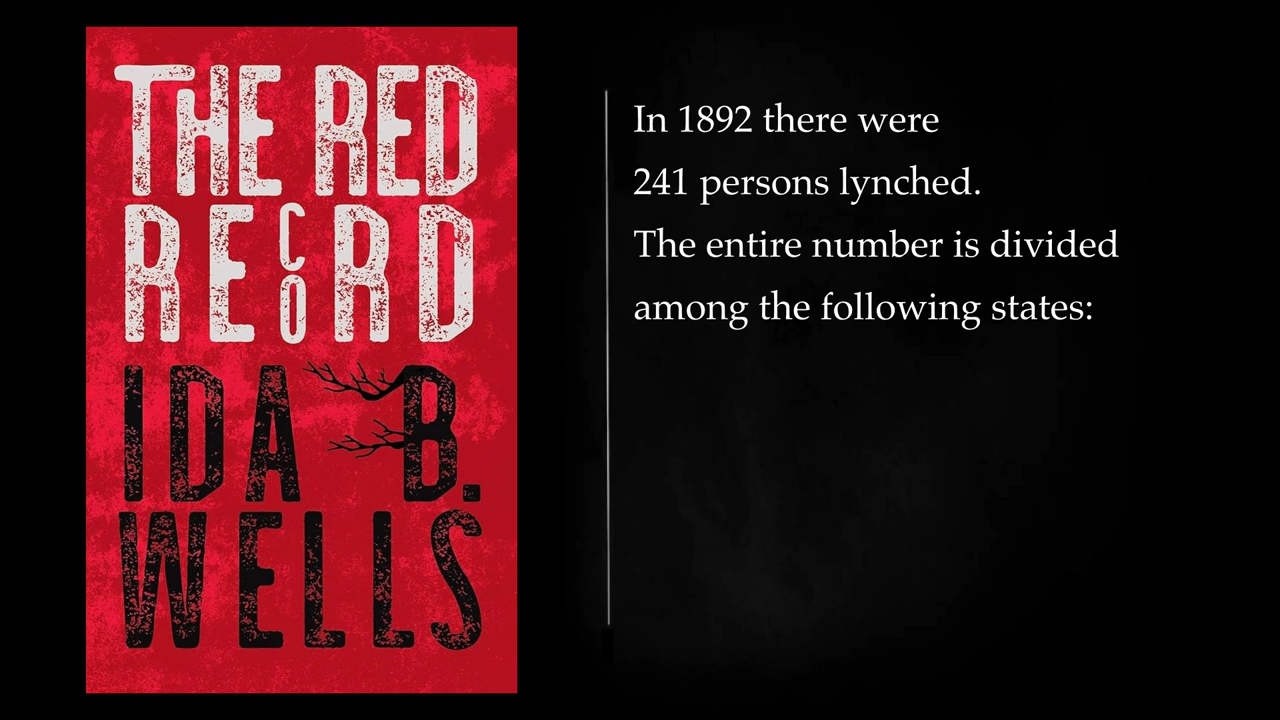 THE RED
RECORD
IDA B.
WELLS
In 1892 there were
241 persons lynched.
The entire number is divided
among the following states: